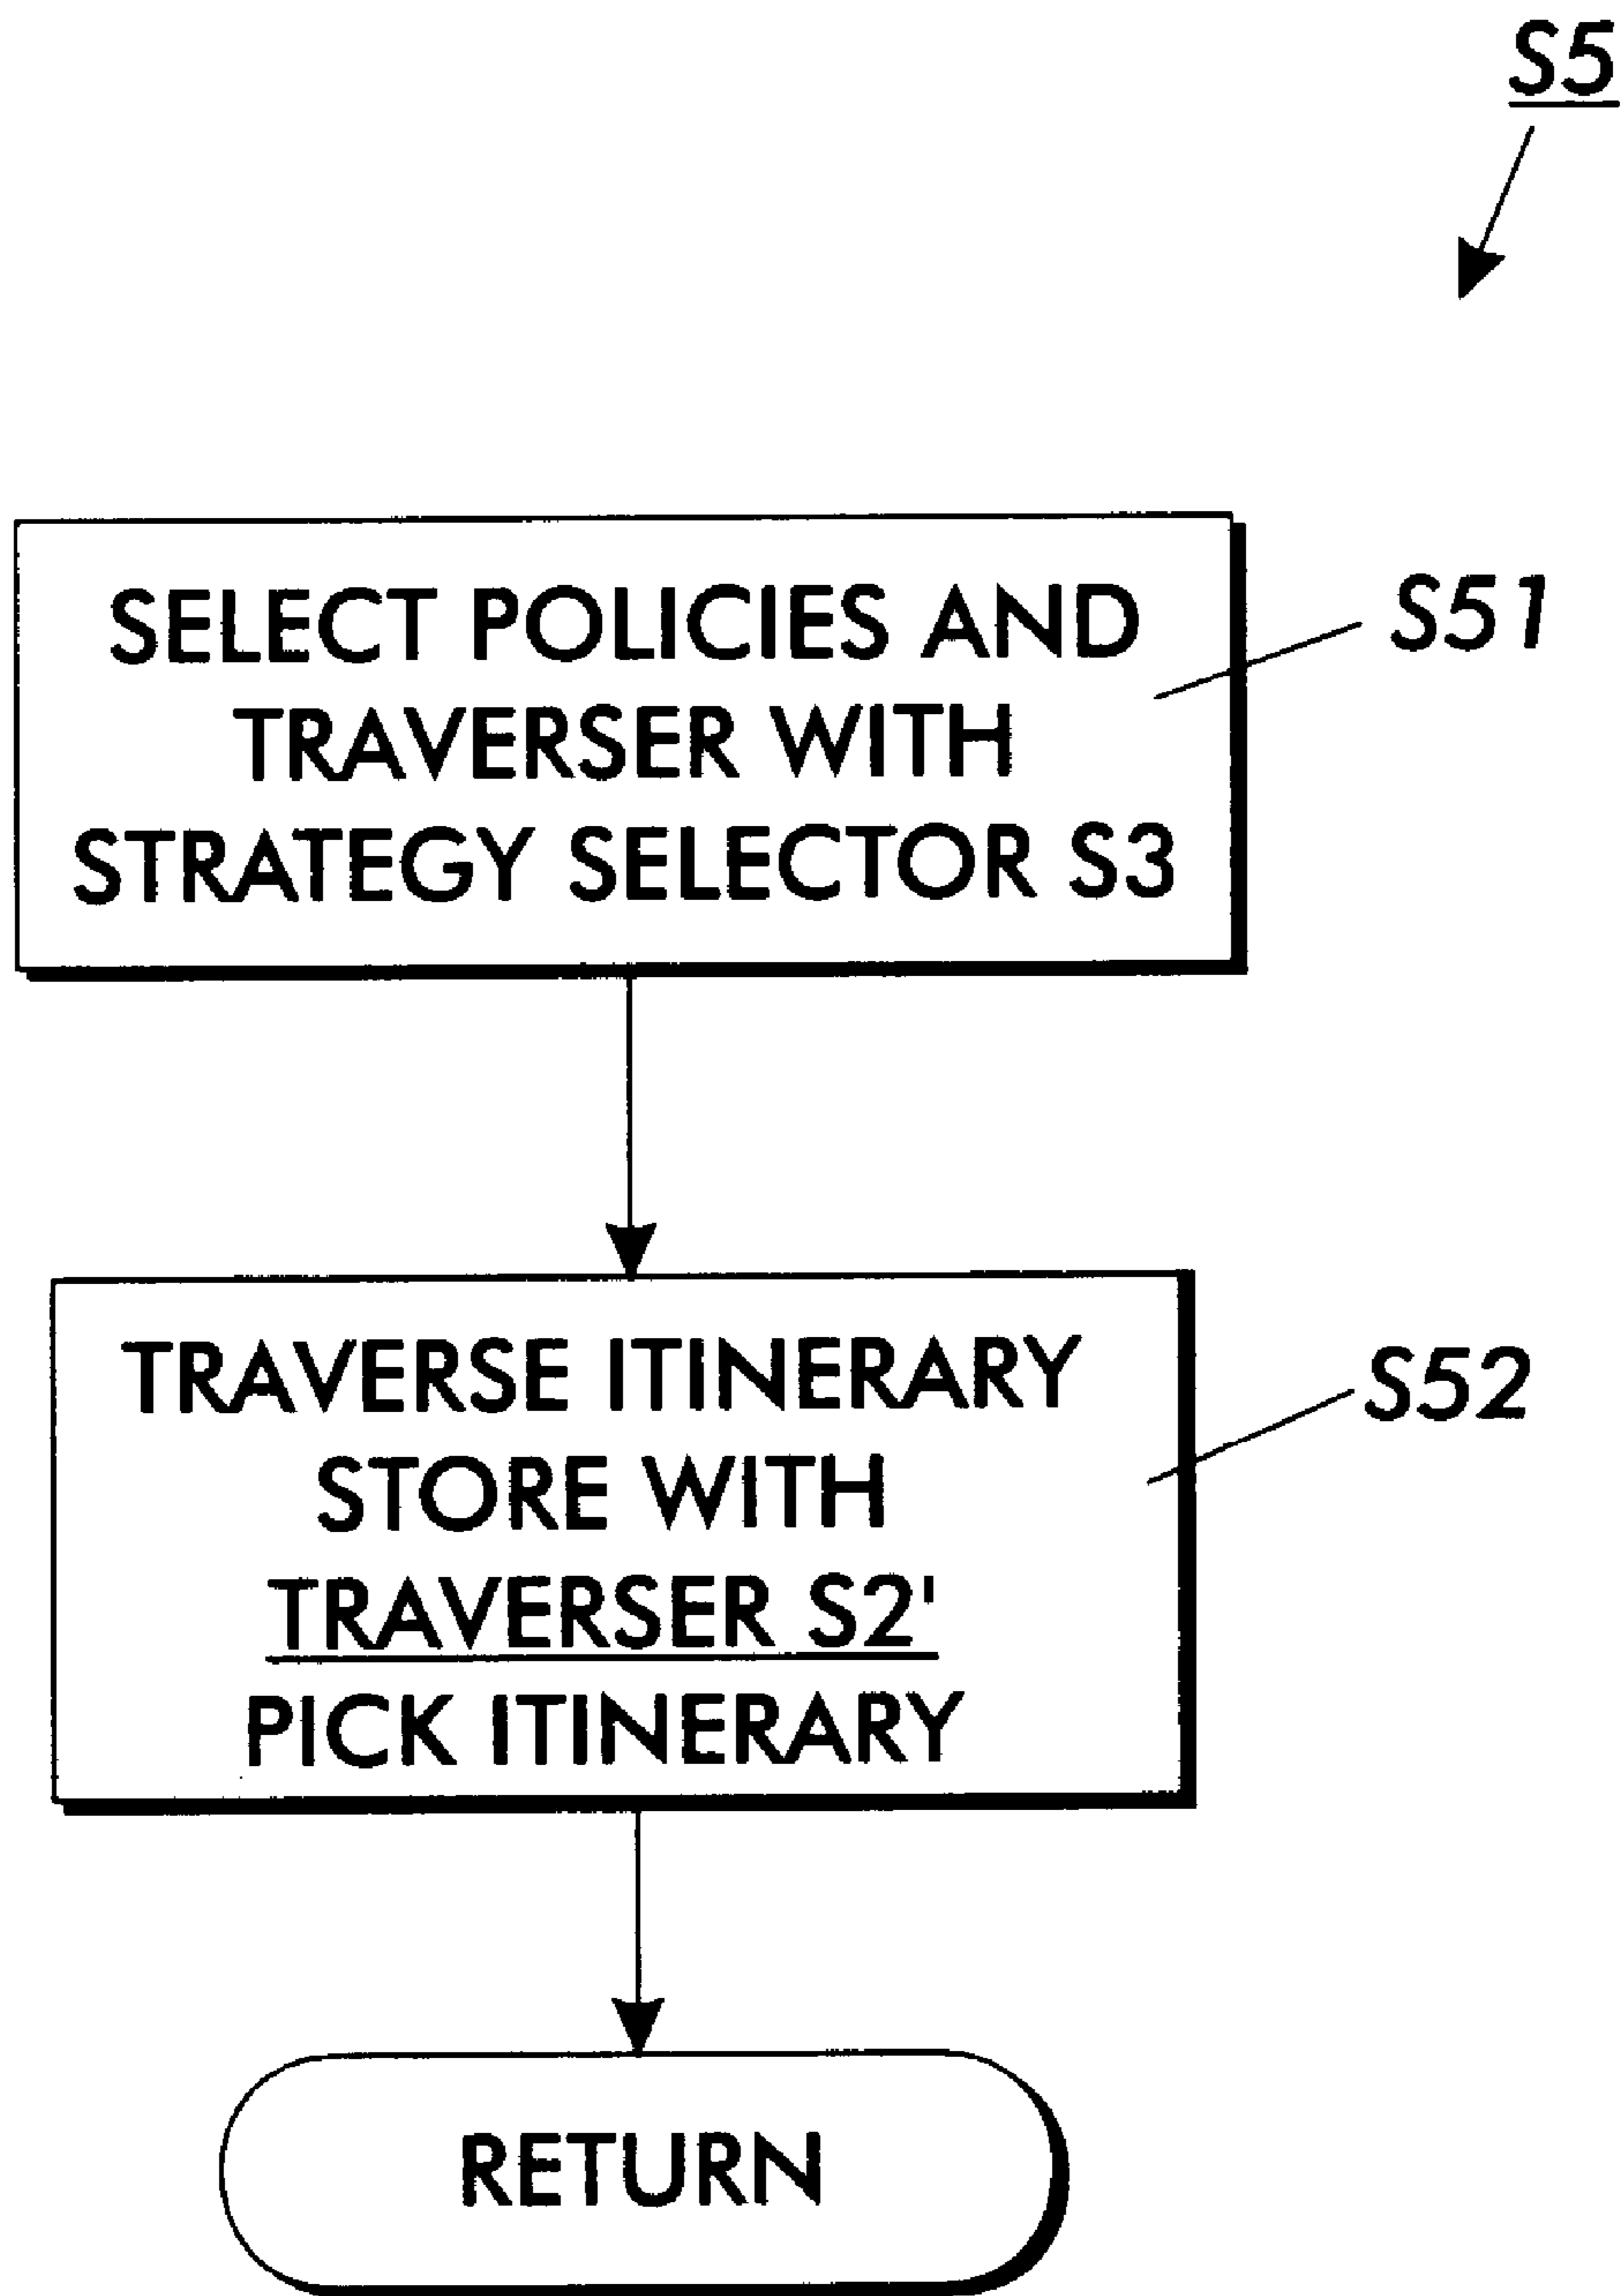 S5
SELECT POLICIES AND
TRAVERSER WITH
STRATEGY SELECTOR S3
S51
TRAVERSE ITINERARY
STORE WITH
TRAVERSER S2'
PICK ITINERARY
S52
RETURN